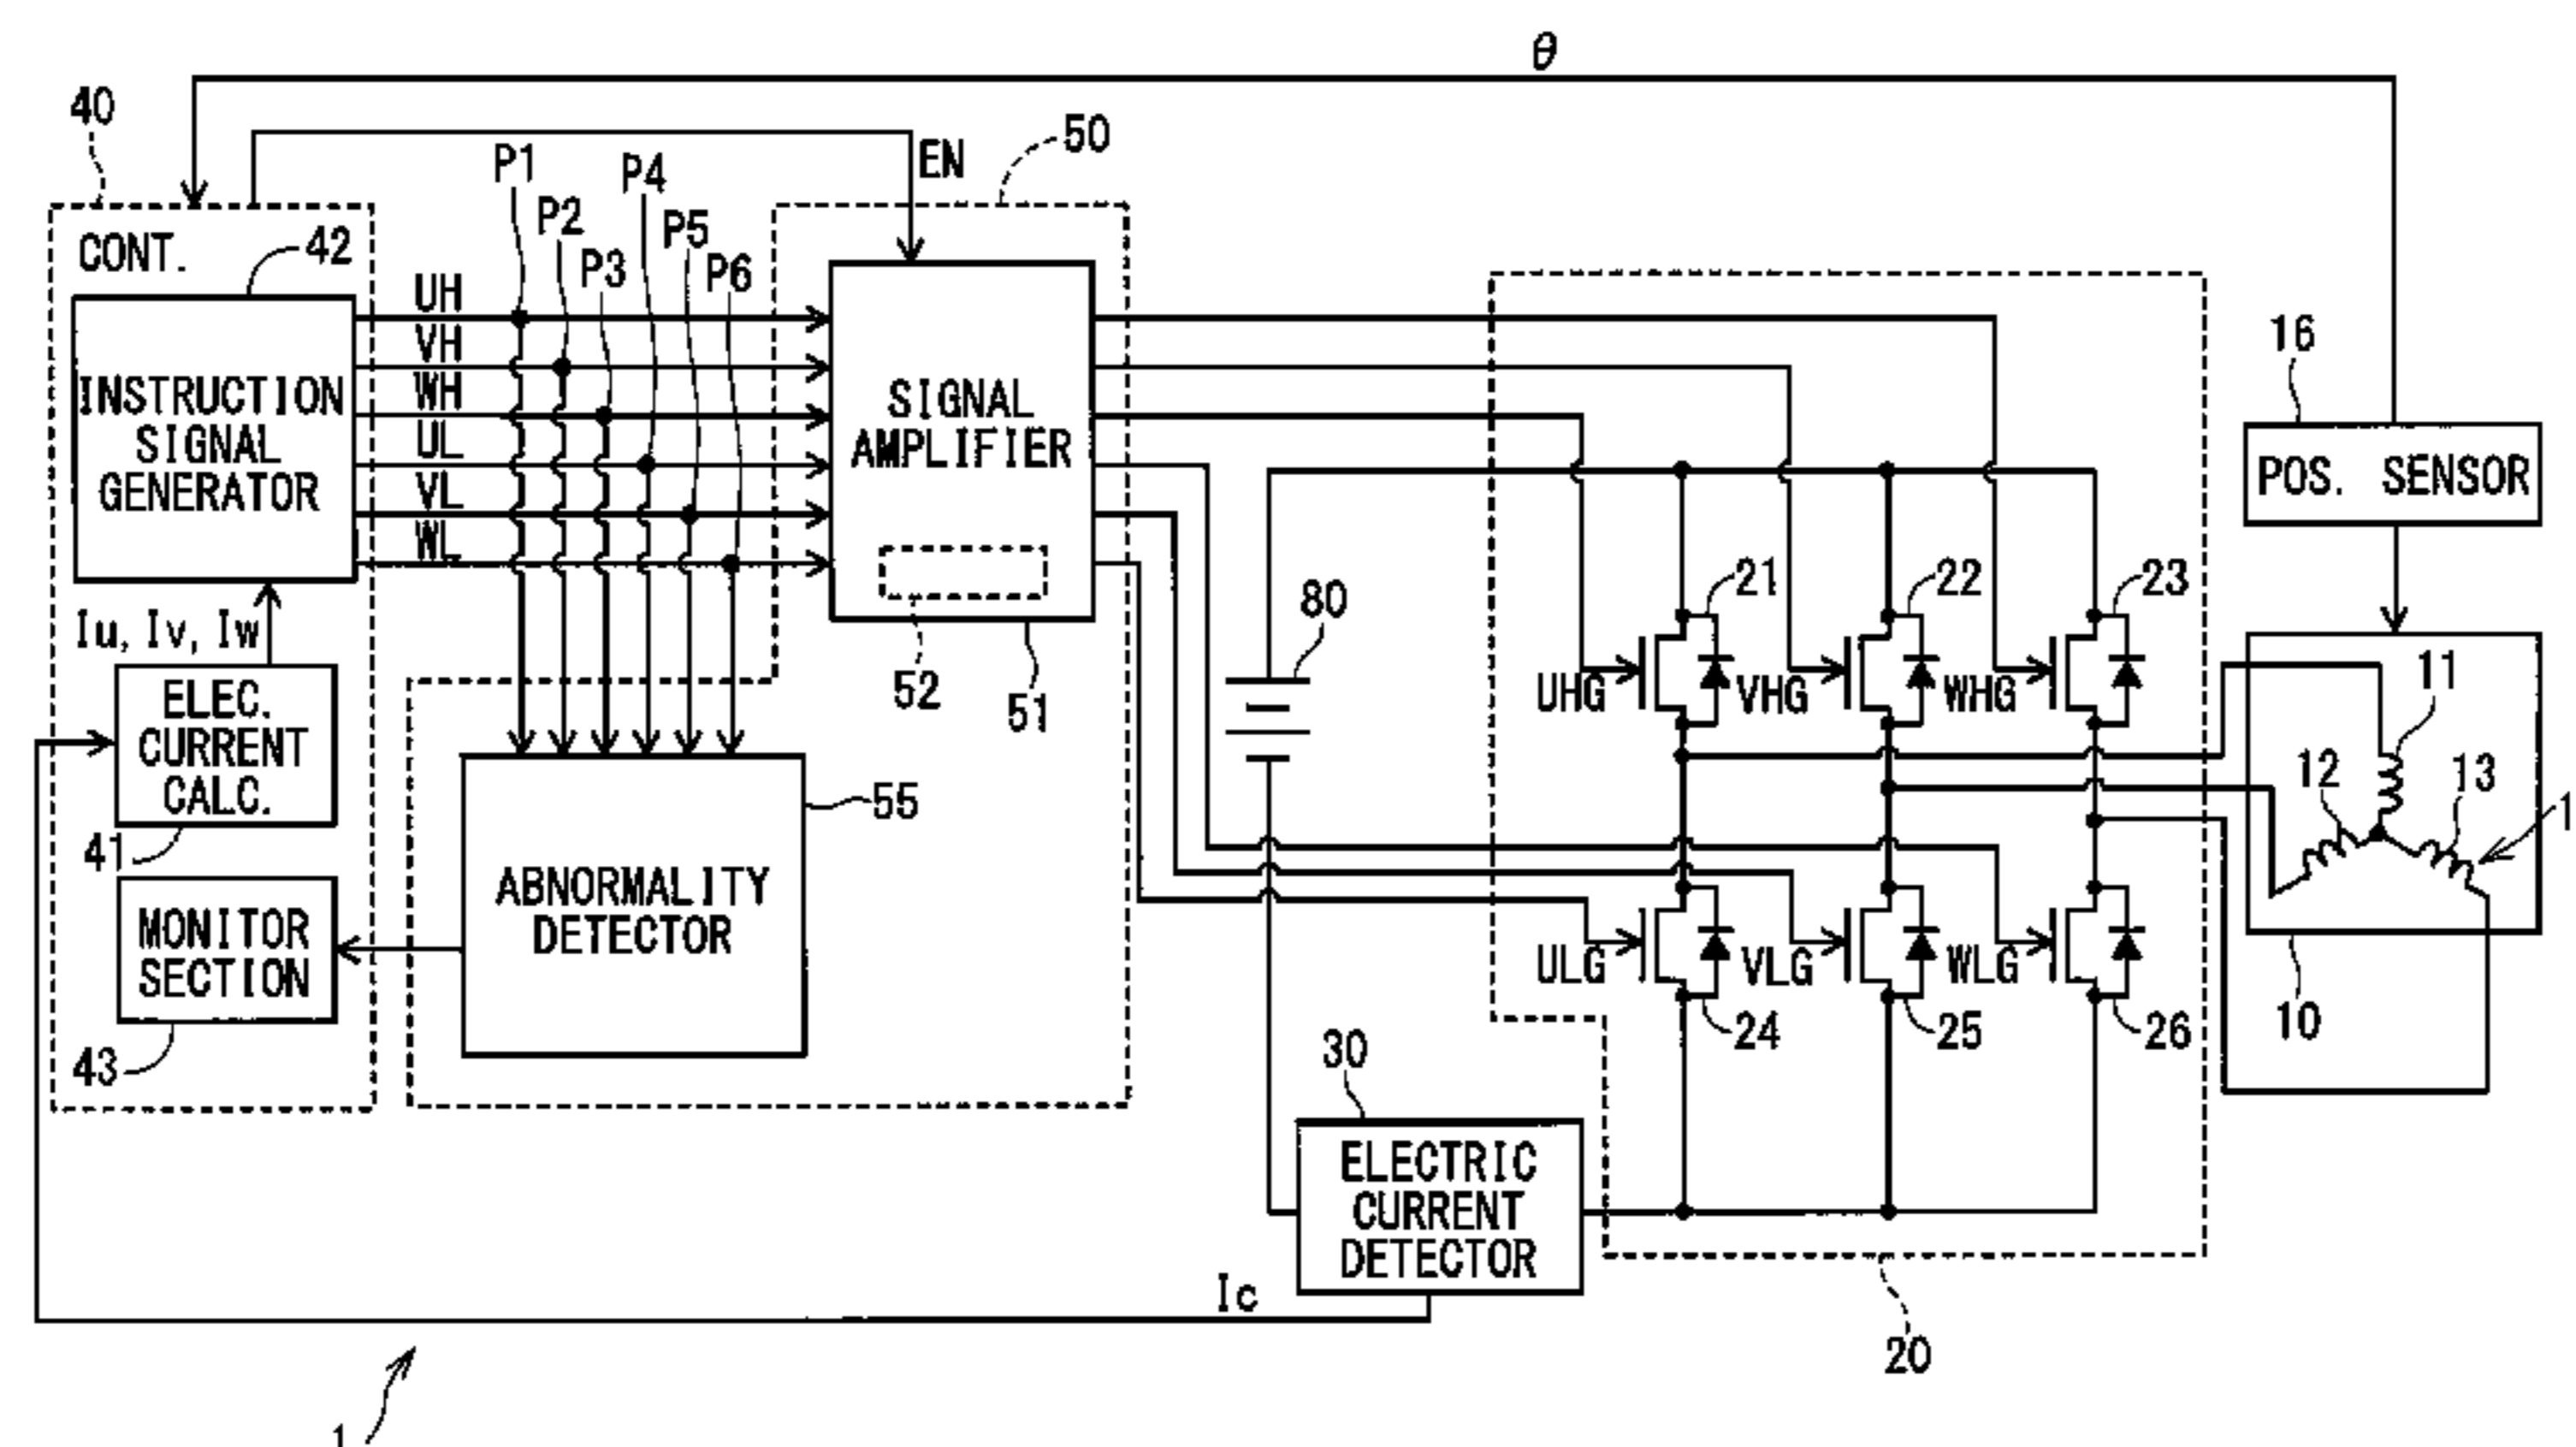 θ
40
EN
50
P1
P4
P2
P5
P3
P6
CONT.
42
UH
VH
WH
UL
VL
WL
INSTRUCTION
SIGNAL
GENERATOR
SIGNAL
AMPLIFIER
52
51
Iu, Iv, Iw
ELEC.
CURRENT
CALC.
41
MONITOR
SECTION
43
ABNORMALITY
DETECTOR
55
80
16
POS. SENSOR
21
22
23
UHG
VHG
WHG
11
12
13
1
10
ULG
VLG
WLG
24
25
26
30
ELECTRIC
CURRENT
DETECTOR
Ic
20
1